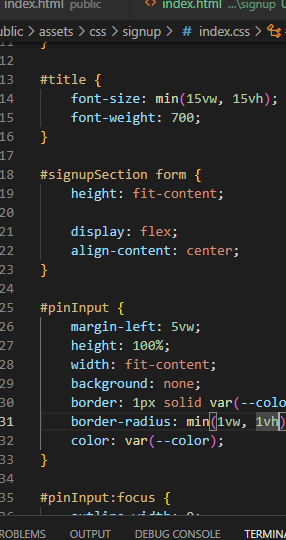 index.html public index.html ...\signup U
ublic > assets > css > signup > # index.css >
11 }
12
13 #title {
14 font-size: min(15vw, 15vh);
15 font-weight: 700;
16 }
17
18 #signupSection form {
19 height: fit-content;
20
21 display: flex;
22 align-content: center;
23 }
24
25 #pinInput {
26 margin-left: 5vw;
27 height: 100%;
28 width: fit-content;
29 background: none;
30 border: 1px solid var(--colo
31 border-radius: min(1vw, 1vh)
32 color: var(--color);
33 }
34
35 #pinInput:focus {
outline-width: 0;
ROBLEMS OUTPUT DEBUG CONSOLE TERMINA